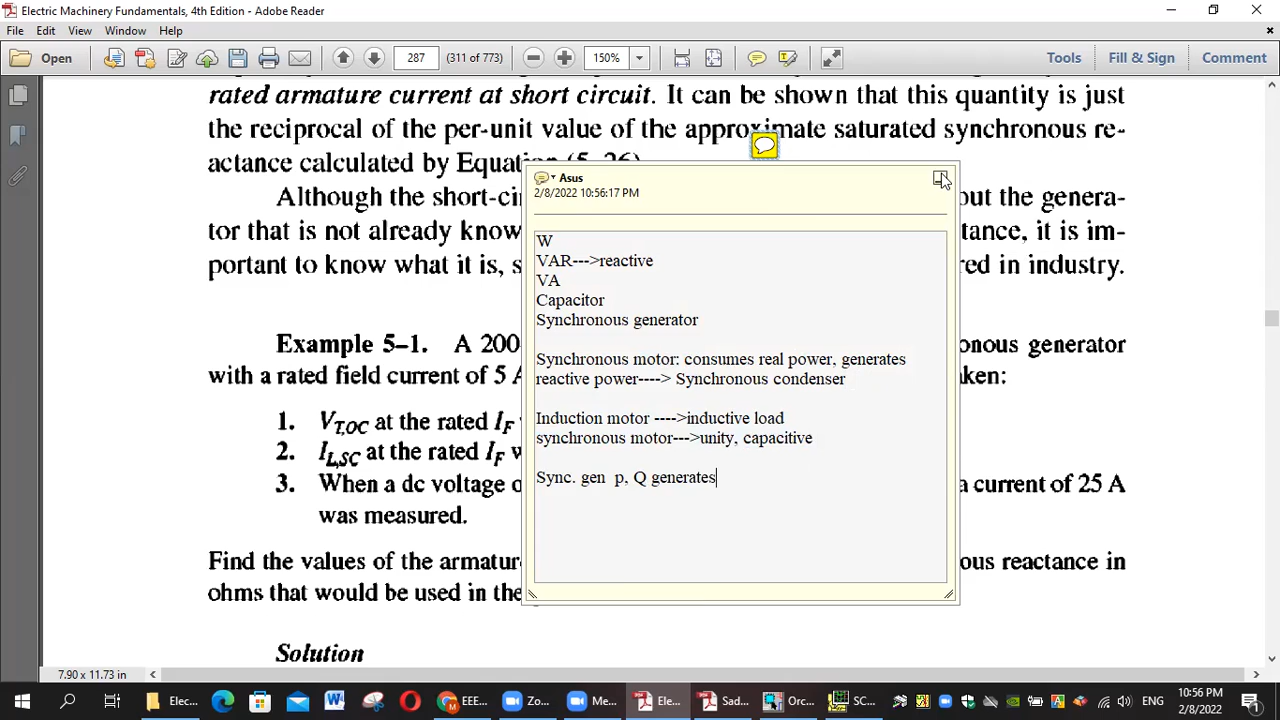 Electric Machinery Fundamentals, 4th Edition - Adobe Reader
File Edit View Window Help
Open 287 (311 of 773) 150% Tools Fill & Sign Comment
rated armature current at short circuit. It can be shown that this quantity is just
the reciprocal of the per-unit value of the approximate saturated synchronous re-
actance calculated by Equation (5-26).
Although the short-ci out the genera-
tor that is not already know tance, it is im-
portant to know what it is, s red in industry.
Example 5–1. A 200 onous generator
with a rated field current of 5 A aken:
1. VT,OC at the rated IF
2. IL,SC at the rated IF
3. When a dc voltage o a current of 25 A
was measured.
Find the values of the armature ous reactance in
ohms that would be used in the
Solution
Asus
2/8/2022 10:56:17 PM
W
VAR--->reactive
VA
Capacitor
Synchronous generator
Synchronous motor: consumes real power, generates
reactive power----> Synchronous condenser
Induction motor ---->inductive load
synchronous motor--->unity, capacitive
Sync. gen p, Q generates
7.90 x 11.73 in
Elec... EEE... Zo... Me... Ele... Sad... Orc... SC... ENG 10:56 PM
2/8/2022